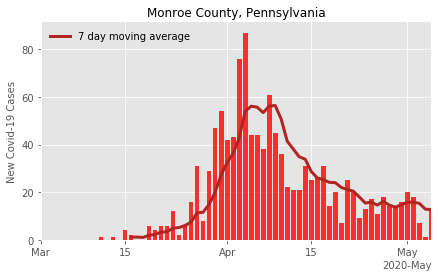 Monroe County, Pennsylvania
7 day moving average
New Covid-19 Cases
80
60
40
20
0
Mar 15 Apr 15 May
2020-May